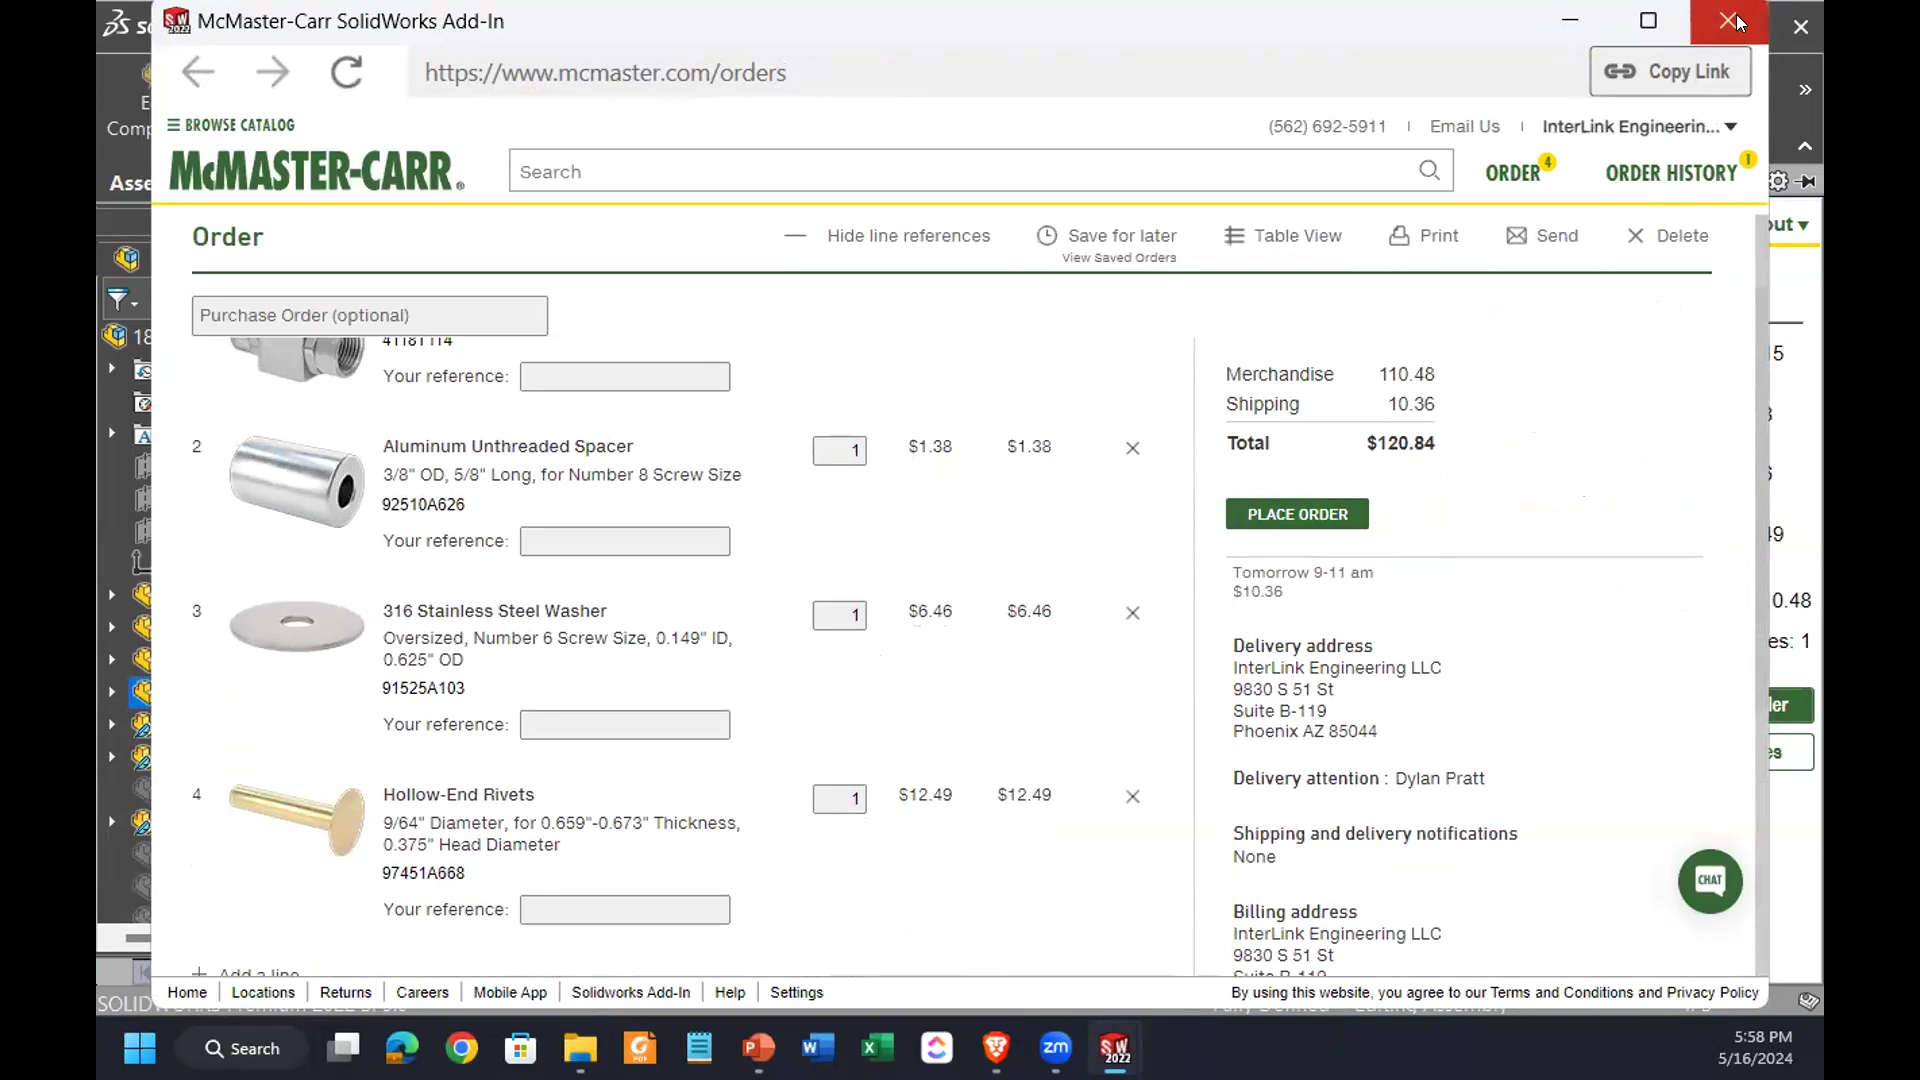 McMaster-Carr SolidWorks Add-In
https://www.mcmaster.com/orders
Copy Link
BROWSE CATALOG
(562) 692-5911
Email Us
InterLink Engineerin...
McMASTER-CARR®
Search
ORDER 4
ORDER HISTORY 1
Order
Hide line references
Save for later
View Saved Orders
Table View
Print
Send
Delete
Purchase Order (optional)
Your reference:
2
Aluminum Unthreaded Spacer
3/8" OD, 5/8" Long, for Number 8 Screw Size
92510A626
Your reference:
1
$1.38
$1.38
3
316 Stainless Steel Washer
Oversized, Number 6 Screw Size, 0.149" ID,
0.625" OD
91525A103
Your reference:
1
$6.46
$6.46
4
Hollow-End Rivets
9/64" Diameter, for 0.659"-0.673" Thickness,
0.375" Head Diameter
97451A668
Your reference:
1
$12.49
$12.49
Add a line
Merchandise 110.48
Shipping 10.36
Total $120.84
PLACE ORDER
Tomorrow 9-11 am
$10.36
Delivery address
InterLink Engineering LLC
9830 S 51 St
Suite B-119
Phoenix AZ 85044
Delivery attention : Dylan Pratt
Shipping and delivery notifications
None
CHAT
Billing address
InterLink Engineering LLC
9830 S 51 St
Suite B-119
Home
Locations
Returns
Careers
Mobile App
Solidworks Add-In
Help
Settings
By using this website, you agree to our Terms and Conditions and Privacy Policy
Search
5:58 PM
5/16/2024